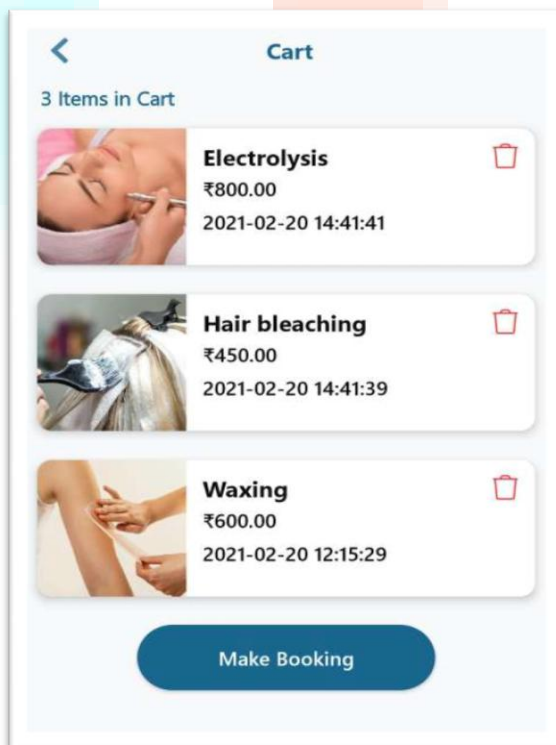 Cart
3 Items in Cart
Electrolysis
₹800.00
2021-02-20 14:41:41
Hair bleaching
₹450.00
2021-02-20 14:41:39
Waxing
₹600.00
2021-02-20 12:15:29
Make Booking